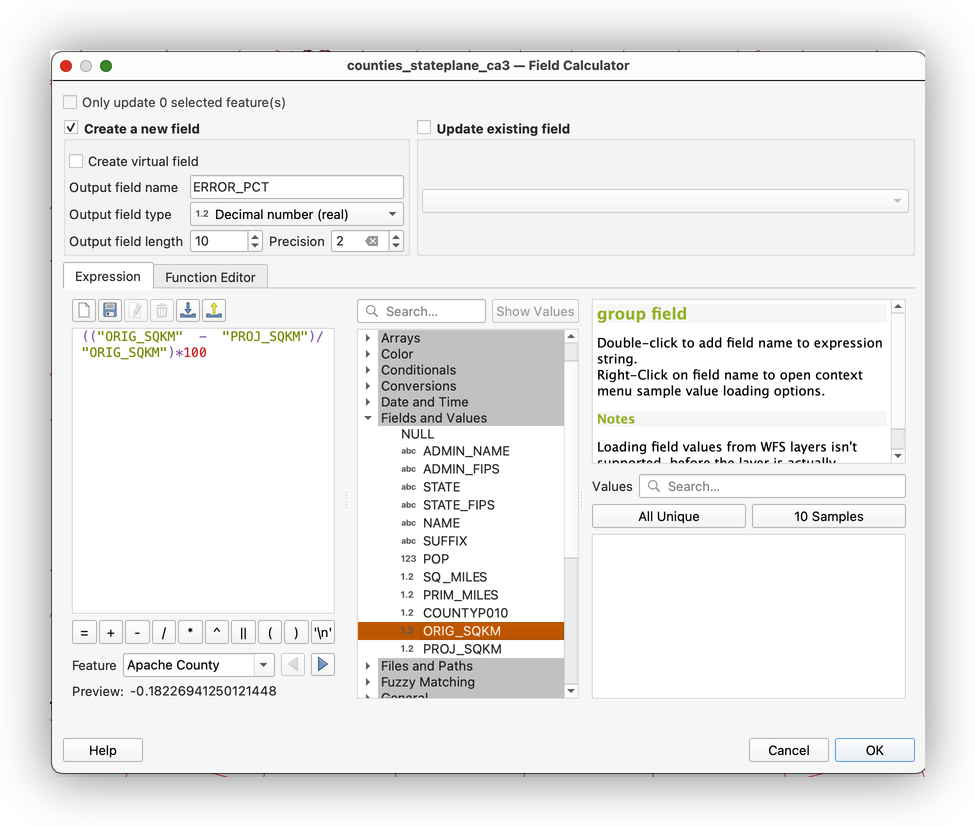 counties_stateplane_ca3 — Field Calculator
Only update 0 selected feature(s)
Create a new field
Update existing field
Create virtual field
Output field name ERROR_PCT
Output field type 1.2 Decimal number (real)
Output field length 10 Precision 2
Expression Function Editor
(("ORIG_SQKM" - "PROJ_SQKM")/
"ORIG_SQKM")*100
= + - / * ^ || ( ) '\n'
Feature Apache County
Preview: -0.18226941250121448
Search... Show Values
Arrays
Color
Conditionals
Conversions
Date and Time
Fields and Values
NULL
abc ADMIN_NAME
abc ADMIN_FIPS
abc STATE
abc STATE_FIPS
abc NAME
abc SUFFIX
123 POP
1.2 SQ_MILES
1.2 PRIM_MILES
1.2 COUNTYP010
1.2 ORIG_SQKM
1.2 PROJ_SQKM
Files and Paths
Fuzzy Matching
General
group field
Double-click to add field name to expression
string.
Right-Click on field name to open context
menu sample value loading options.
Notes
Loading field values from WFS layers isn't
supported, before the layer is actually
Values Search...
All Unique 10 Samples
Help Cancel OK